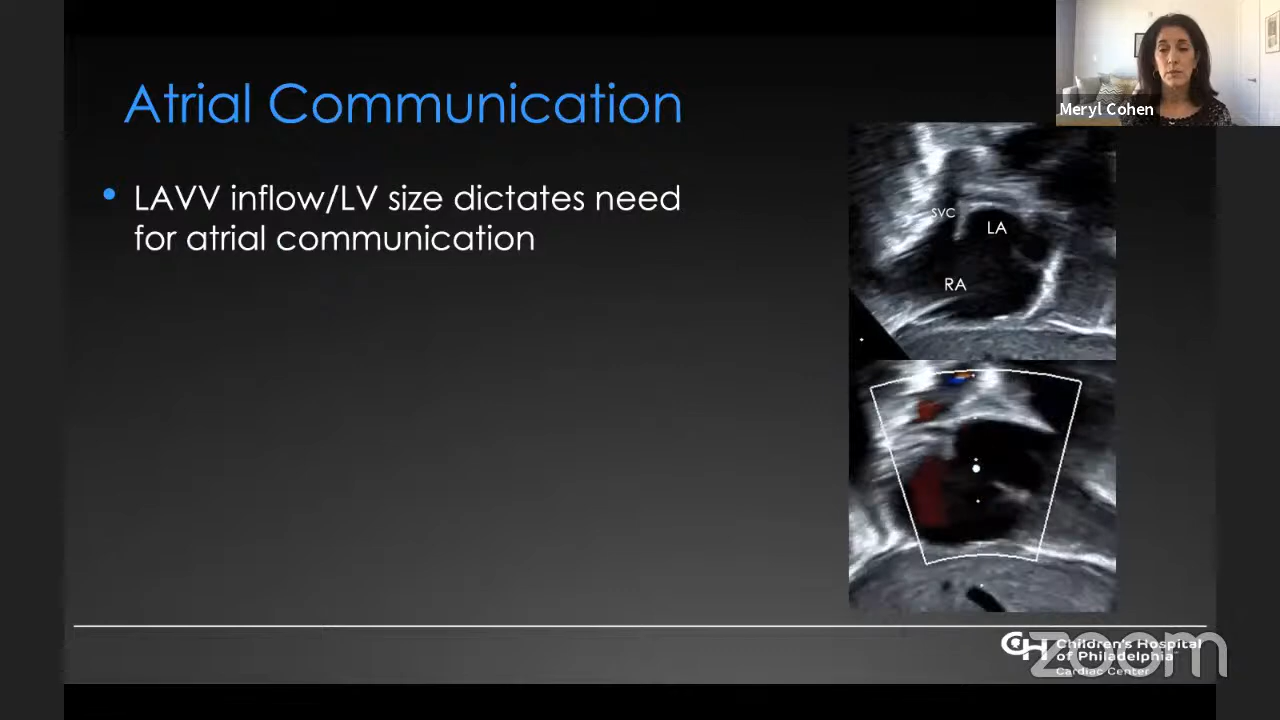 Atrial Communication
Meryl Cohen
LAVV inflow/LV size dictates need
for atrial communication
SVC
LA
RA
CH Children's Hospital
of Philadelphia
Cardiac Center
zoom